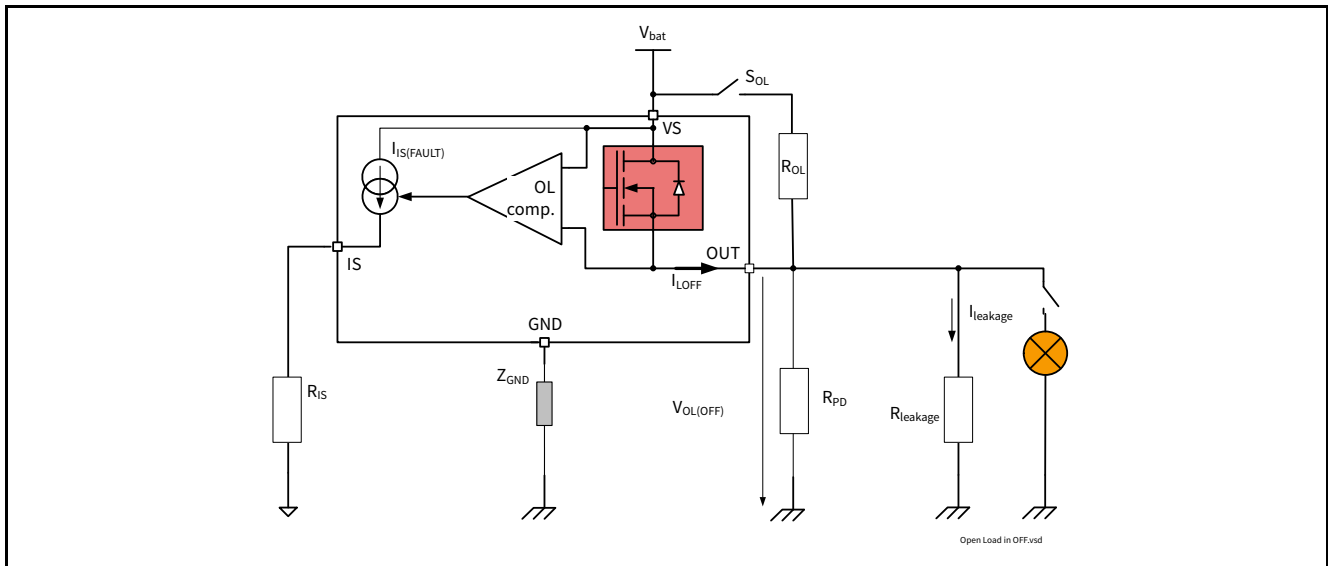 Vbat
SOL
VS
IIS(FAULT)
ROL
OL
comp.
OUT
IS
ILOFF
Ileakage
GND
ZGND
RIS
VOL(OFF)
RPD
Rleakage
Open Load in OFF.vsd